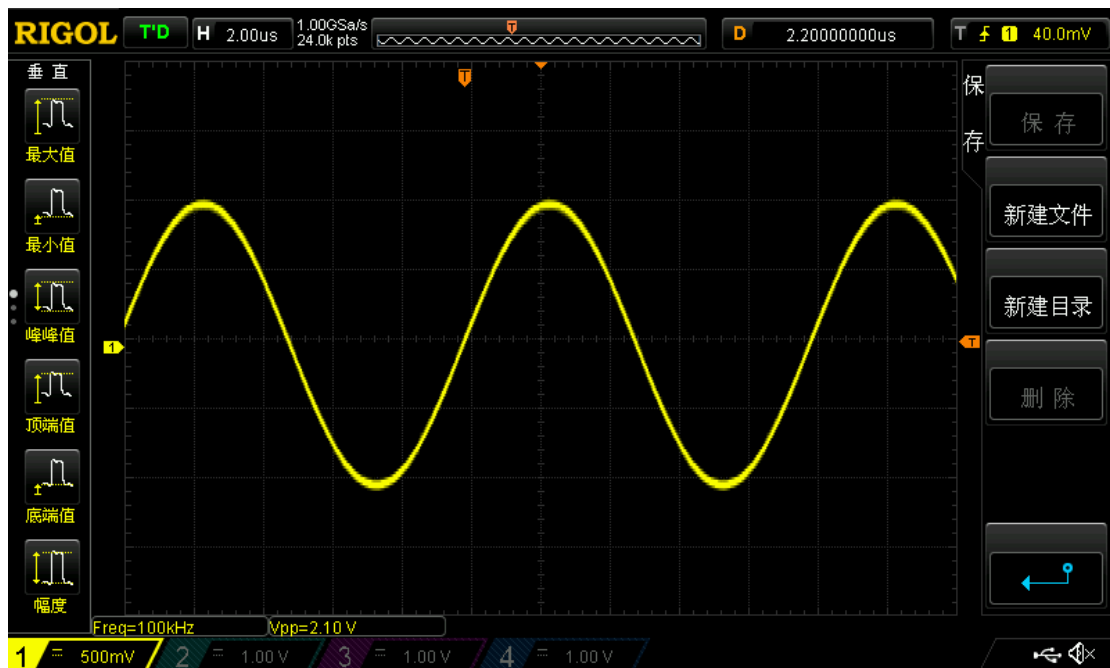 RIGOL T'D H 2.00us 1.00GSa/s 24.0k pts T D 2.20000000us T 1 40.0mV
垂直
T
保存
保存
最大值
最小值
新建文件
峰峰值
新建目录
1
T
顶端值
删除
底端值
幅度
Freq=100kHz Vpp=2.10 V
1 = 500mV 2 = 1.00 V 3 = 1.00 V 4 = 1.00 V